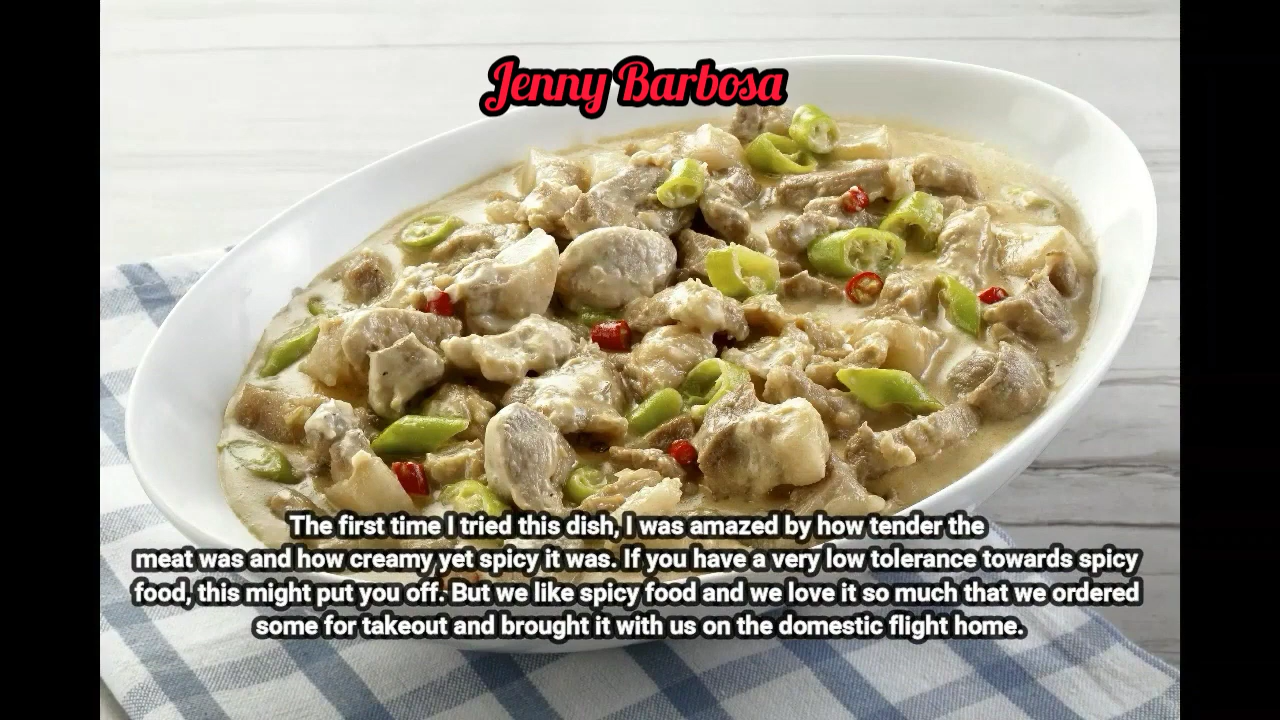 Jenny Barbosa
The first time I tried this dish, I was amazed by how tender the
meat was and how creamy yet spicy it was. If you have a very low tolerance towards spicy
food, this might put you off. But we like spicy food and we love it so much that we ordered
some for takeout and brought it with us on the domestic flight home.